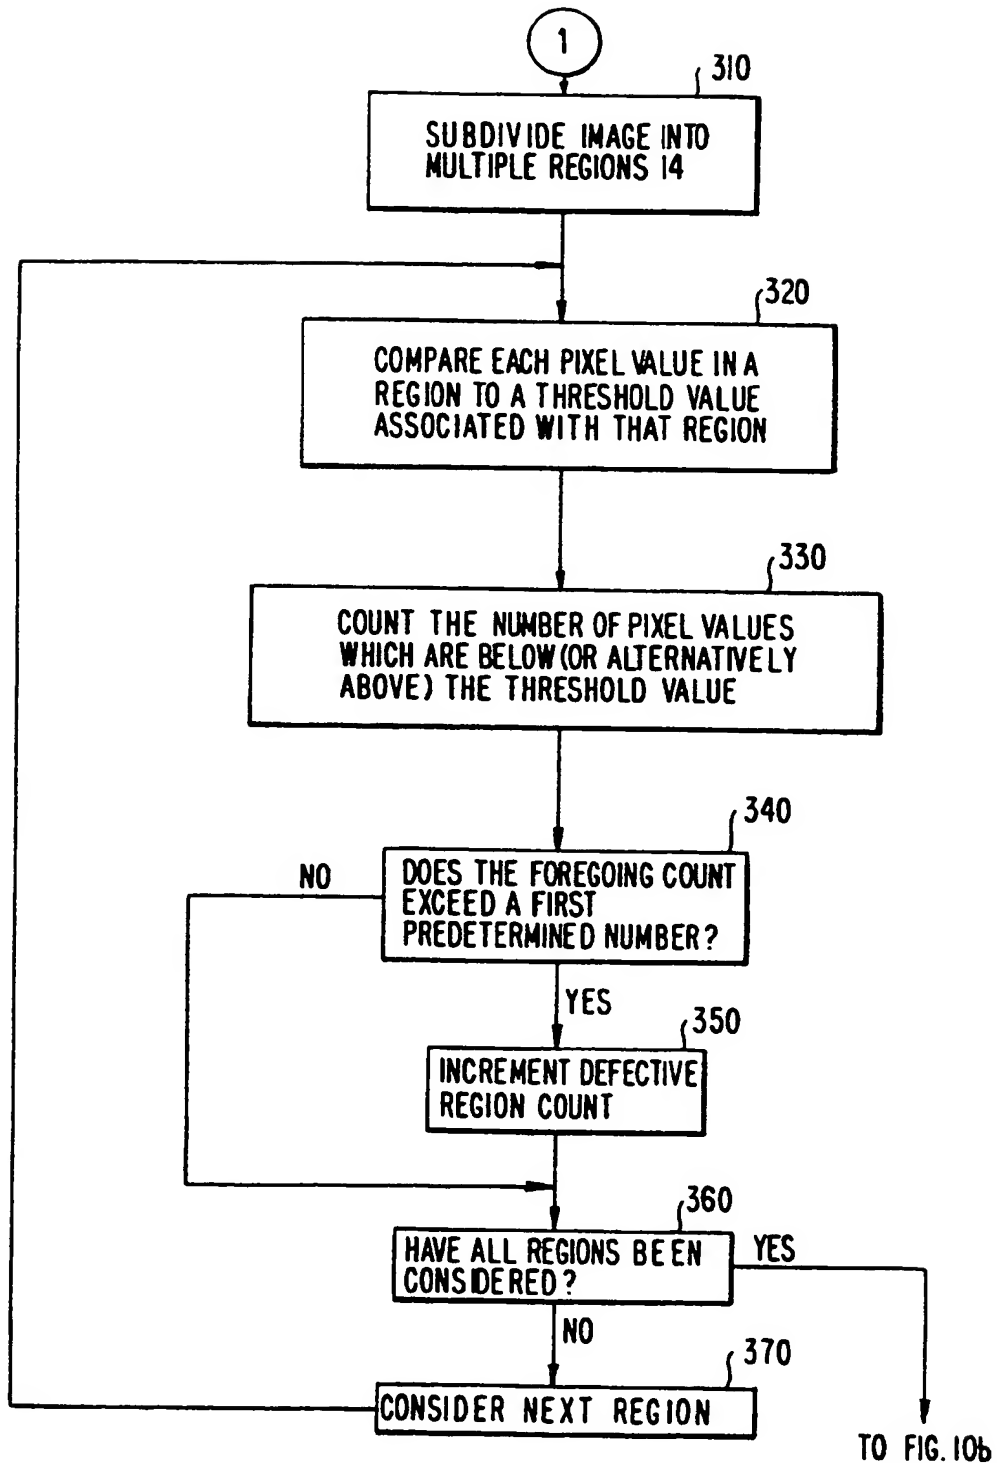 1
310
SUBDIVIDE IMAGE INTO
MULTIPLE REGIONS 14
320
COMPARE EACH PIXEL VALUE IN A
REGION TO A THRESHOLD VALUE
ASSOCIATED WITH THAT REGION
330
COUNT THE NUMBER OF PIXEL VALUES
WHICH ARE BELOW (OR ALTERNATIVELY
ABOVE) THE THRESHOLD VALUE
340
DOES THE FOREGOING COUNT
EXCEED A FIRST
PREDETERMINED NUMBER?
NO
YES
350
INCREMENT DEFECTIVE
REGION COUNT
360
HAVE ALL REGIONS BEEN
CONSIDERED?
YES
NO
370
CONSIDER NEXT REGION
TO FIG. 10b